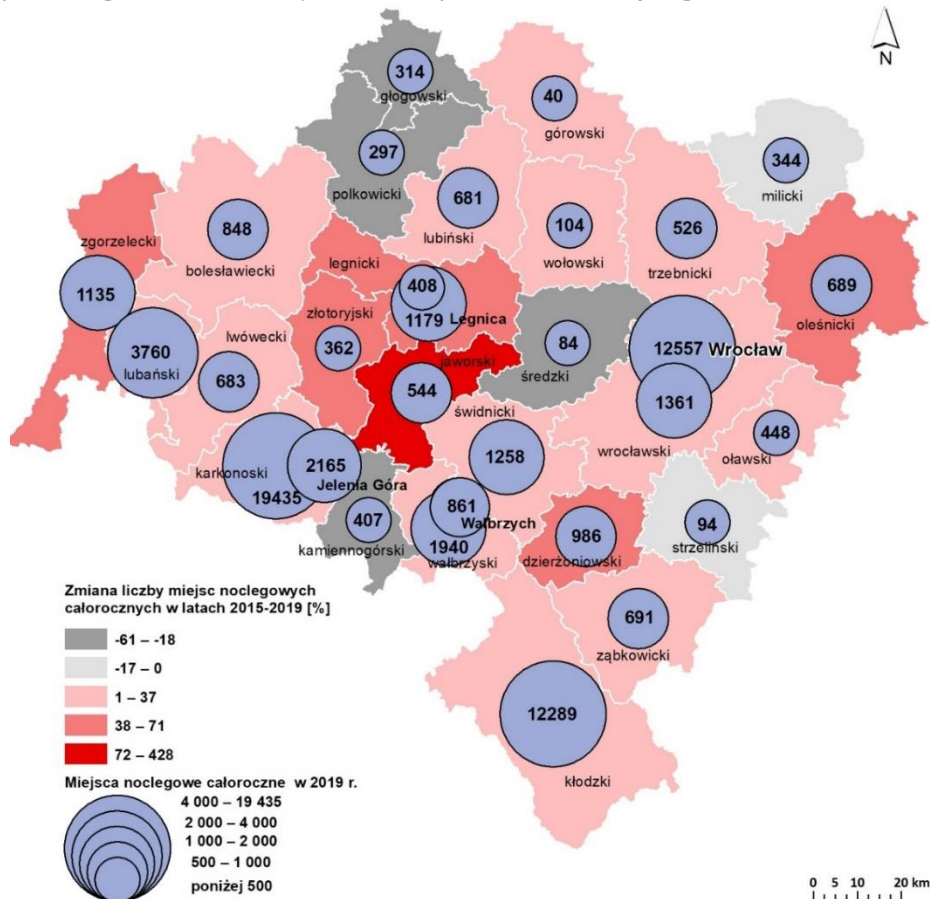 N
314
głogowski
40
górowski
297
polkowicki
344
milicki
681
lubiński
104
wołowski
526
trzebnicki
zgorzelecki
848
bolesławiecki
legnicki
408
1179
Legnica
689
oleśnicki
1135
złotoryjski
362
3760
lubański
lwówecki
683
jaworski
544
84
średzki
12557
Wrocław
1361
wrocławski
448
oławski
świdnicki
1258
karkonoski
19435
2165
Jelenia Góra
407
kamiennogórski
861
Wałbrzych
1940
wałbrzyski
986
dzierżoniowski
94
strzeliński
691
ząbkowicki
12289
kłodzki
Zmiana liczby miejsc noclegowych
całorocznych w latach 2015-2019 [%]
-61 – -18
-17 – 0
1 – 37
38 – 71
72 – 428
Miejsca noclegowe całoroczne w 2019 r.
4 000 – 19 435
2 000 – 4 000
1 000 – 2 000
500 – 1 000
poniżej 500
0 5 10 20 km